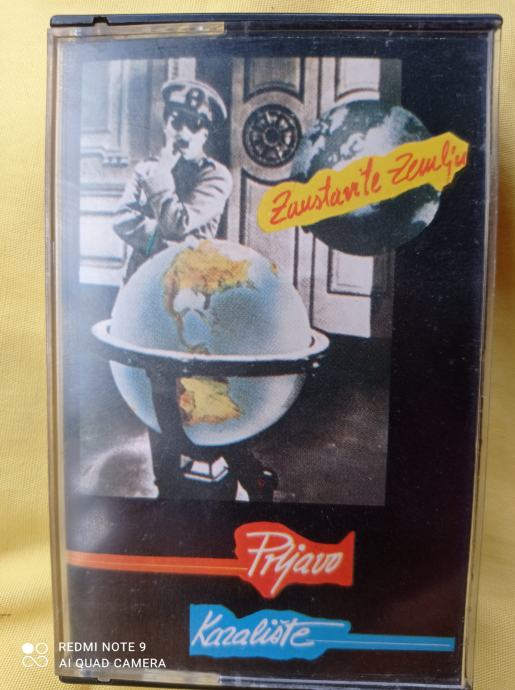 Zaustavite Zemlju
Prljavo
Kazalište
REDMI NOTE 9
AI QUAD CAMERA